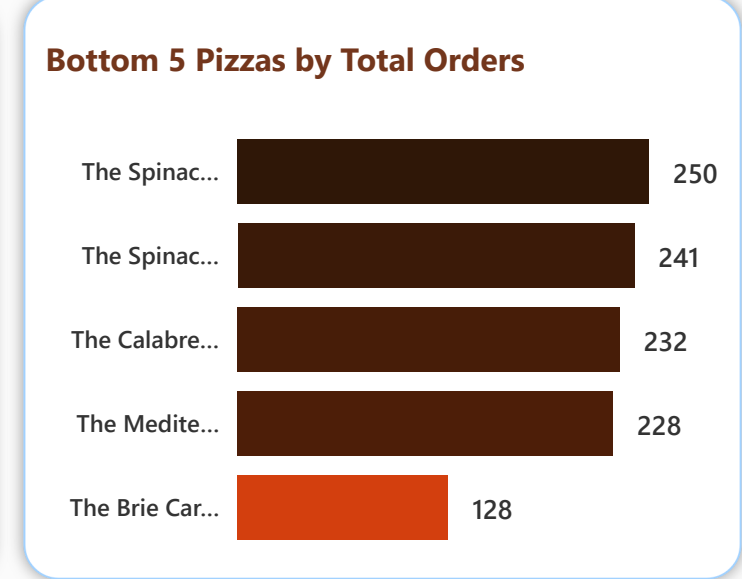 Bottom 5 Pizzas by Total Orders
The Spinac... 250
The Spinac... 241
The Calabre... 232
The Medite... 228
The Brie Car... 128